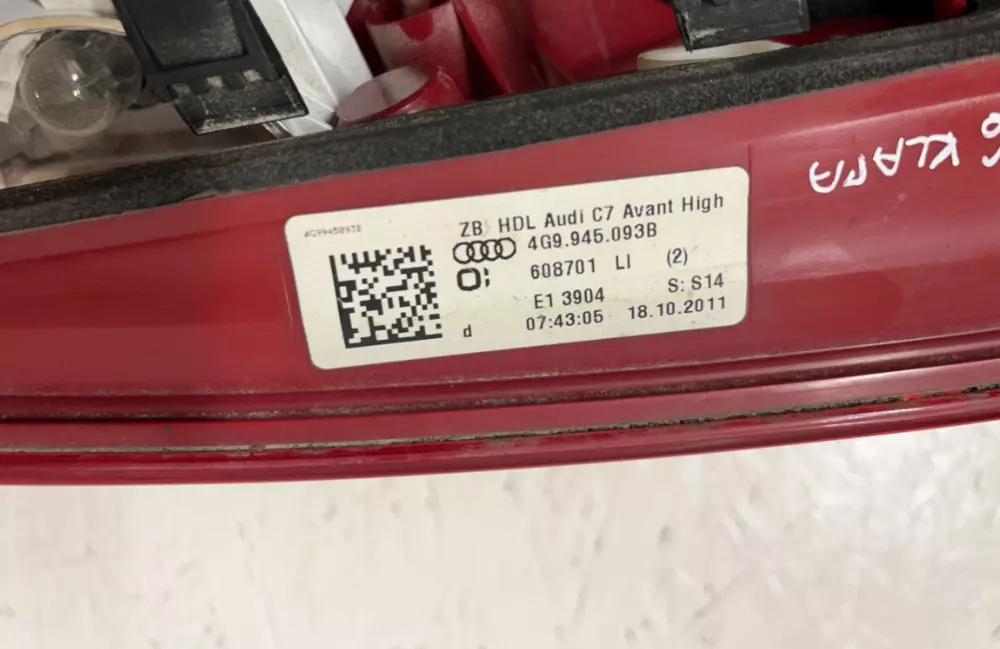 4G9945093B
ZB HDL Audi C7 Avant High
4G9.945.093B
608701 LI (2)
E1 3904 S: S14
d 07:43:05 18.10.2011
KLAPA